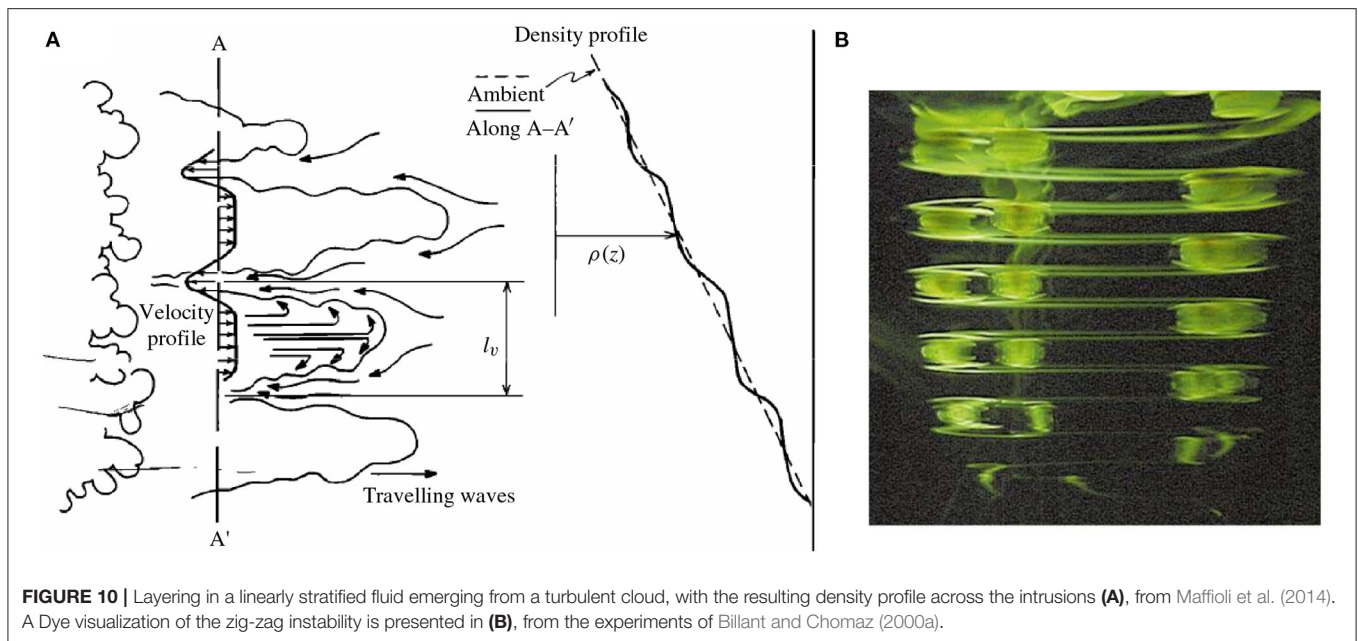 A
A
Density profile
Ambient
Along A–A′
ρ(z)
Velocity
profile
l_v
Travelling waves
A'
B
FIGURE 10 | Layering in a linearly stratified fluid emerging from a turbulent cloud, with the resulting density profile across the intrusions (A), from Maffioli et al. (2014).
A Dye visualization of the zig-zag instability is presented in (B), from the experiments of Billant and Chomaz (2000a).